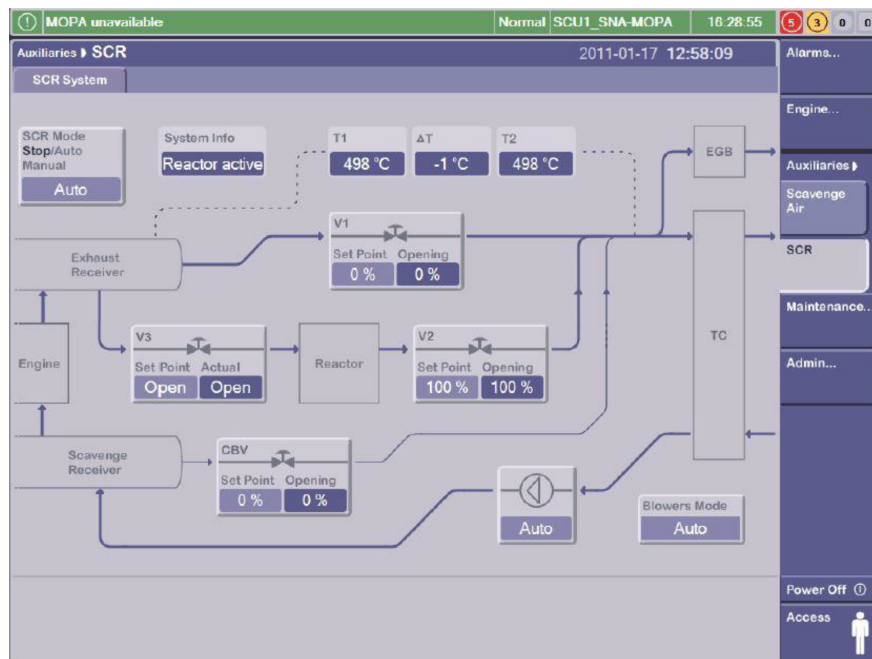 MOPA unavailable
Normal SCU1_SNA-MOPA 16:28:55
5 3 0 0
Auxiliaries SCR
2011-01-17 12:58:09
Alarms...
SCR System
Engine...
SCR Mode
Stop/Auto
Manual
Auto
System Info
Reactor active
T1
498 °C
ΔT
-1 °C
T2
498 °C
EGB
Auxiliaries
Scavenge
Air
SCR
Maintenance..
Admin...
Exhaust
Receiver
V1
Set Point Opening
0 % 0 %
Engine
V3
Set Point Actual
Open Open
Reactor
V2
Set Point Opening
100 % 100 %
TC
Scavenge
Receiver
CBV
Set Point Opening
0 % 0 %
Auto
Blowers Mode
Auto
Power Off
Access